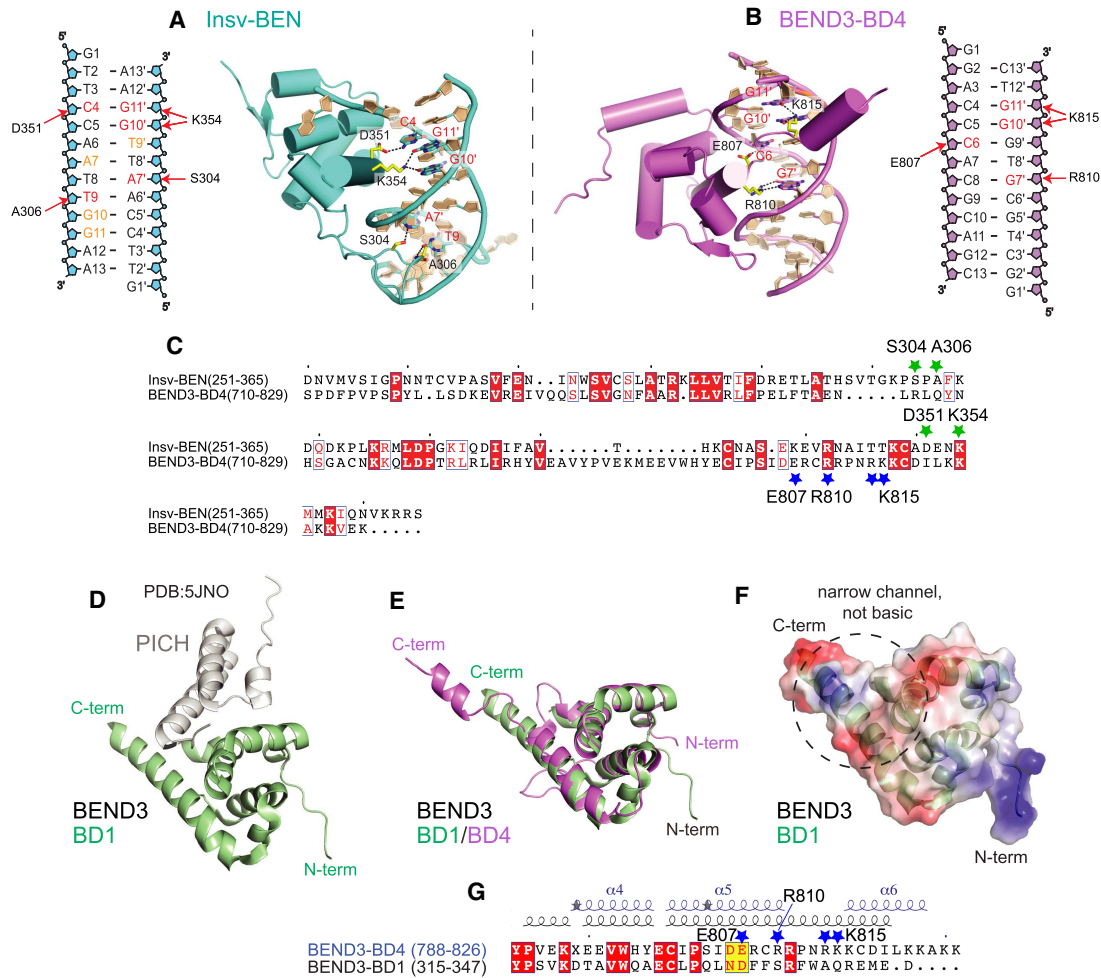 A Insv-BEN
5' 3'
G1
T2 – A13'
T3 – A12'
C4 – G11'
C5 – G10'
A6 – T9'
A7 – T8'
T8 – A7'
T9 – A6'
G10 – C5'
G11 – C4'
A12 – T3'
A13 – T2'
G1'
3' 5'
D351
A306
K354
S304
D351
K354
C4
G11'
G10'
A7'
T9
S304
A306
B BEND3-BD4
G11'
K815
G10'
E807
C6
G7'
R810
5' 3'
G1
G2 – C13'
A3 – T12'
C4 – G11'
C5 – G10'
C6 – G9'
A7 – T8'
C8 – G7'
G9 – C6'
C10 – G5'
A11 – T4'
G12 – C3'
C13 – G2'
G1'
3' 5'
E807
K815
R810
C
S304 A306
Insv-BEN(251-365) DNVMVSIGPNNTCVPASVFEN..INWSVCSLATRKLLVTIFDRETLATHSVTGKPSPAFK
BEND3-BD4(710-829) SPDFPVPSPYL.LSDKEVREIVQQSLSVGNFAAR.LLVRLFPELFTAEN.....LRLQYN
D351 K354
Insv-BEN(251-365) DQDKPLKRMLDPGKIQDIIFAV.......T.......HKCNAS.EKEVRNAITTKCADENK
BEND3-BD4(710-829) HSGACNKKQLDPTRLRLIRHYVEAVYPVEKMEEVWHYECIPSIDERCRRPNRKKCDILKK
E807 R810 K815
Insv-BEN(251-365) MMKIQNVKRRS
BEND3-BD4(710-829) AKKVEK.....
D
PDB:5JNO
PICH
C-term
BEND3
BD1
N-term
E
C-term
C-term
N-term
BEND3
BD1/BD4
N-term
F
narrow channel,
not basic
C-term
BEND3
BD1
N-term
G
α4 α5 R810 α6
E807 K815
BEND3-BD4 (788-826) YPVEKXEEVWHYECIPSIDERCRRPNRKKCDILKKAKK
BEND3-BD1 (315-347) YPSVKDTAVWQAECLPQLNDFFSRFWAQREMED.